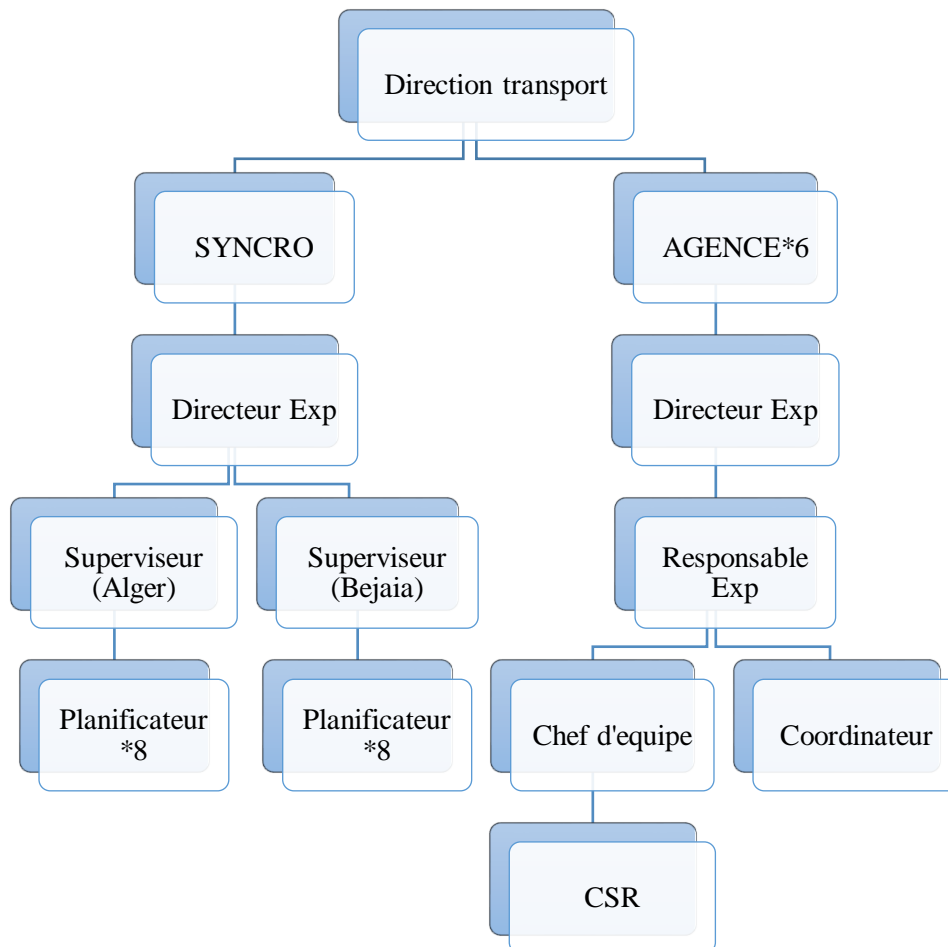 Direction transport
SYNCRO
AGENCE*6
Directeur Exp
Directeur Exp
Superviseur
(Alger)
Superviseur
(Bejaia)
Responsable
Exp
Planificateur
*8
Planificateur
*8
Chef d'equipe
Coordinateur
CSR